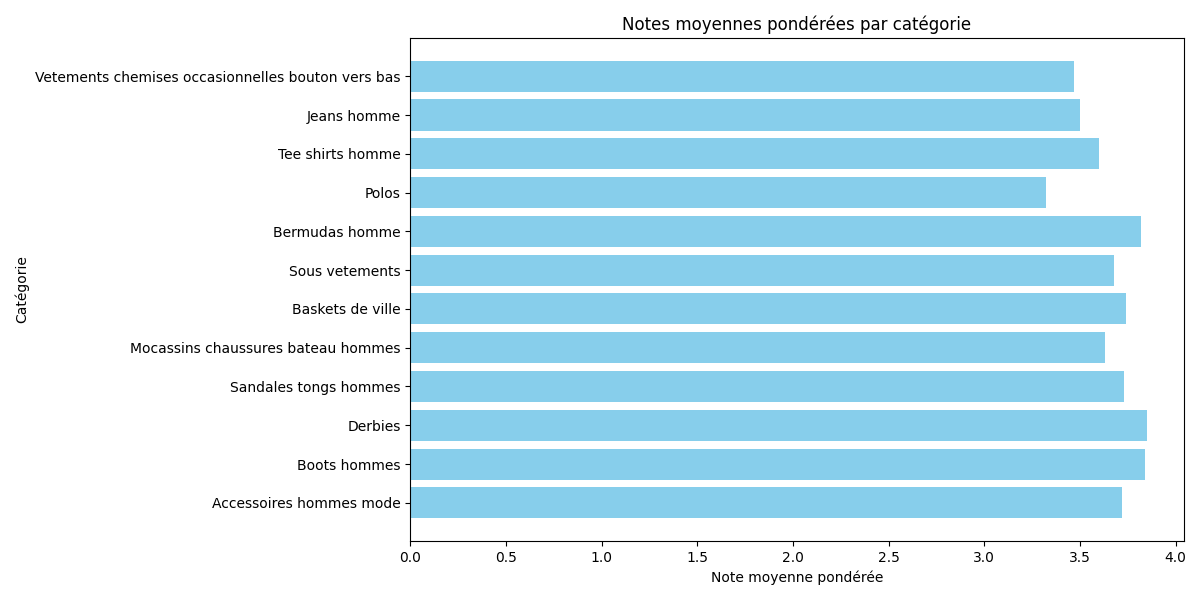 Notes moyennes pondérées par catégorie
Vetements chemises occasionnelles bouton vers bas
Jeans homme
Tee shirts homme
Polos
Bermudas homme
Sous vetements
Baskets de ville
Mocassins chaussures bateau hommes
Sandales tongs hommes
Derbies
Boots hommes
Accessoires hommes mode
Catégorie
0.0 0.5 1.0 1.5 2.0 2.5 3.0 3.5 4.0
Note moyenne pondérée